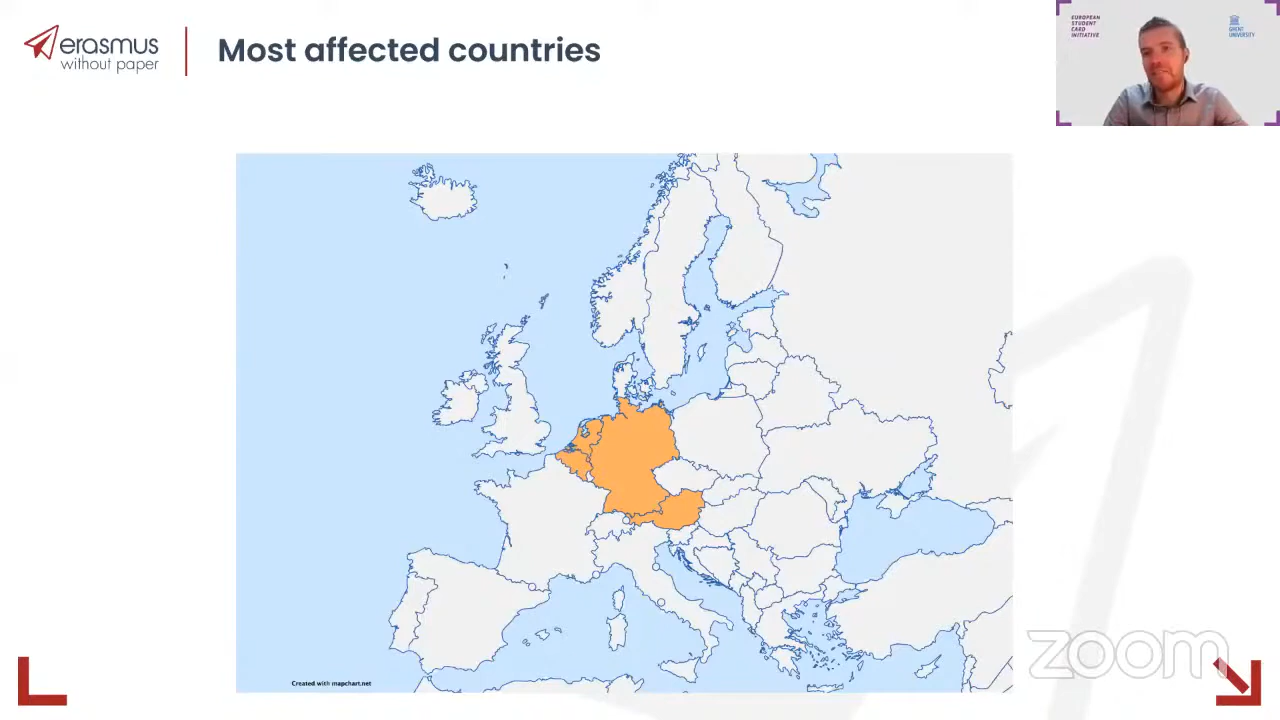 erasmus
without paper
Most affected countries
EUROPEAN
STUDENT
CARD
INITIATIVE
GHENT
UNIVERSITY
Created with mapchart.net
zoom